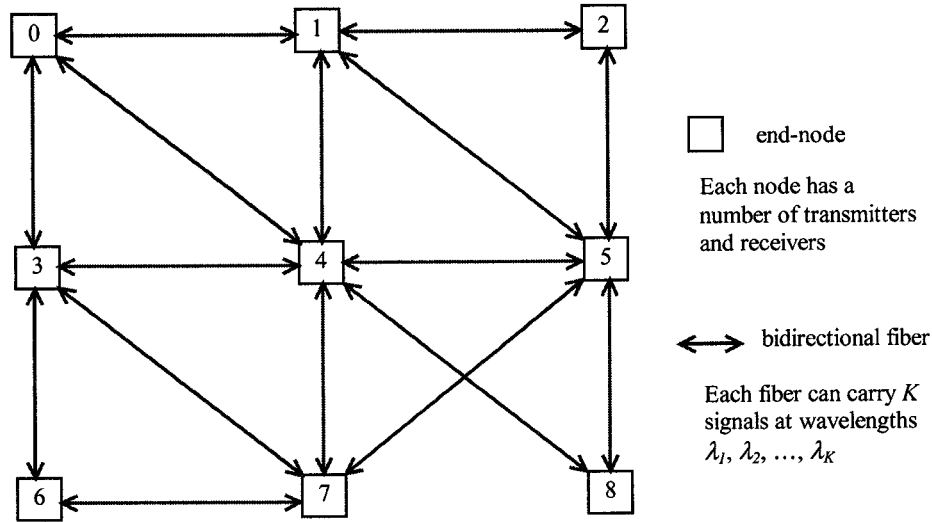 0
1
2
3
4
5
6
7
8
end-node
Each node has a
number of transmitters
and receivers
bidirectional fiber
Each fiber can carry K
signals at wavelengths
λ1, λ2, ..., λK